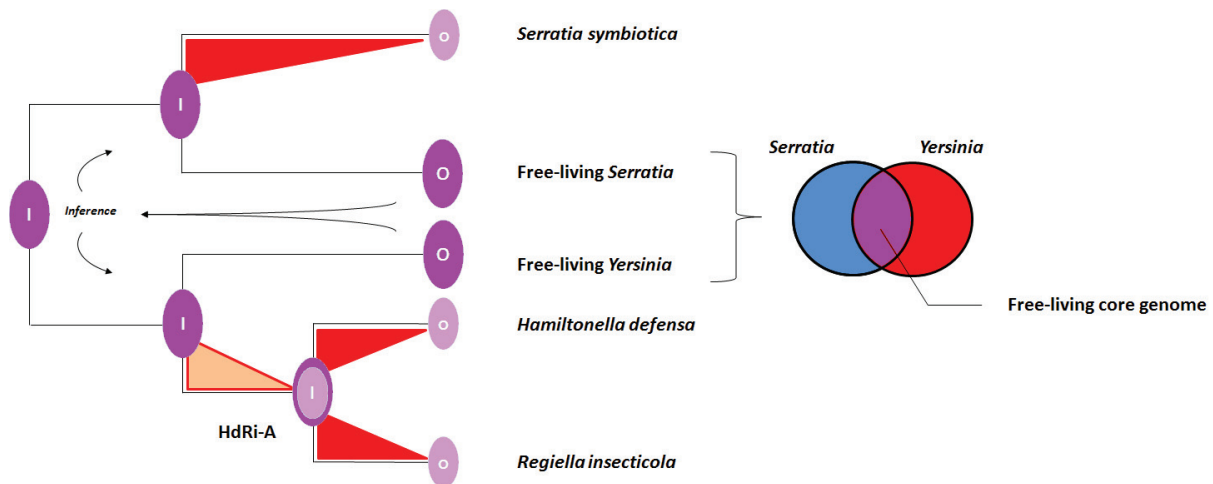 O
Serratia symbiotica
I
Serratia
Yersinia
O
Free-living Serratia
I
Inference
O
Free-living Yersinia
Free-living core genome
I
O
Hamiltonella defensa
I
HdRi-A
O
Regiella insecticola